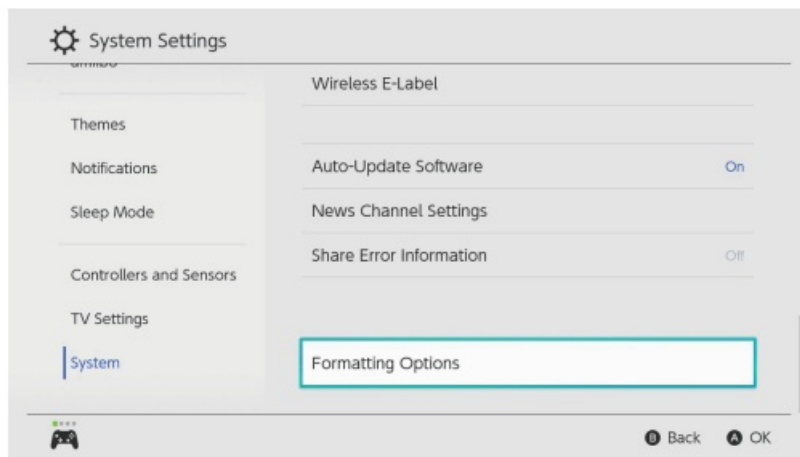 System Settings
amiibo
Themes
Notifications
Sleep Mode
Controllers and Sensors
TV Settings
System
Wireless E-Label
Auto-Update Software On
News Channel Settings
Share Error Information Off
Formatting Options
B Back A OK